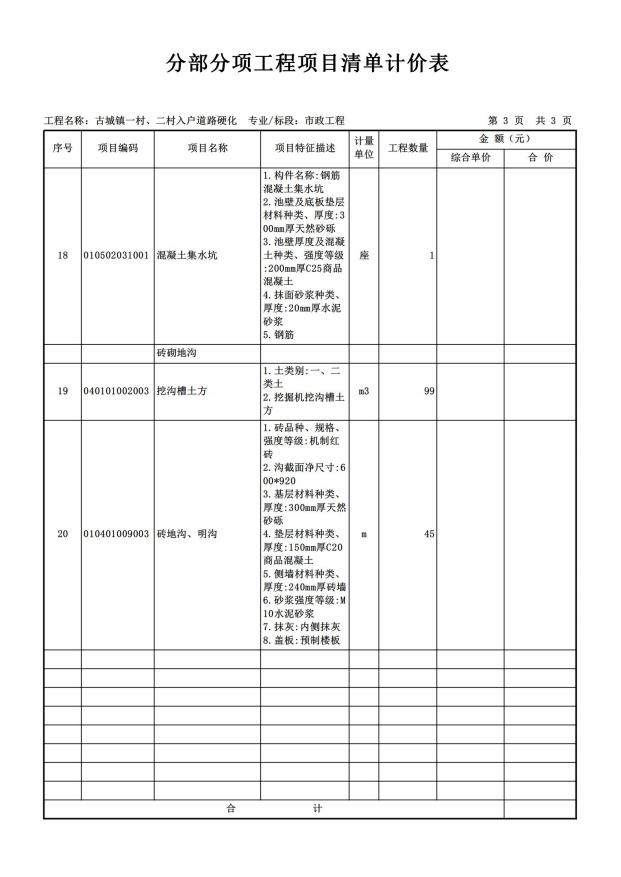 分部分项工程项目清单计价表
工程名称：古城镇一村、二村入户道路硬化 专业/标段：市政工程 第 3 页 共 3 页
序号 项目编码 项目名称 项目特征描述 计量单位 工程数量 金 额（元）
综合单价 合 价
18 010502031001 混凝土集水坑 座 1
1.构件名称:钢筋
混凝土集水坑
2.池壁及底板垫层
材料种类、厚度:3
00mm厚天然砂砾
3.池壁厚度及混凝
土种类、强度等级
:200mm厚C25商品
混凝土
4.抹面砂浆种类、
厚度:20mm厚水泥
砂浆
5.钢筋
砖砌地沟
19 040101002003 挖沟槽土方 m3 99
1.土类别:一、二
类土
2.挖掘机挖沟槽土
方
20 010401009003 砖地沟、明沟 m 45
1.砖品种、规格、
强度等级:机制红
砖
2.沟截面净尺寸:6
00*920
3.基层材料种类、
厚度:300mm厚天然
砂砾
4.垫层材料种类、
厚度:150mm厚C20
商品混凝土
5.侧墙材料种类、
厚度:240mm厚砖墙
6.砂浆强度等级:M
10水泥砂浆
7.抹灰:内侧抹灰
8.盖板:预制楼板
合 计